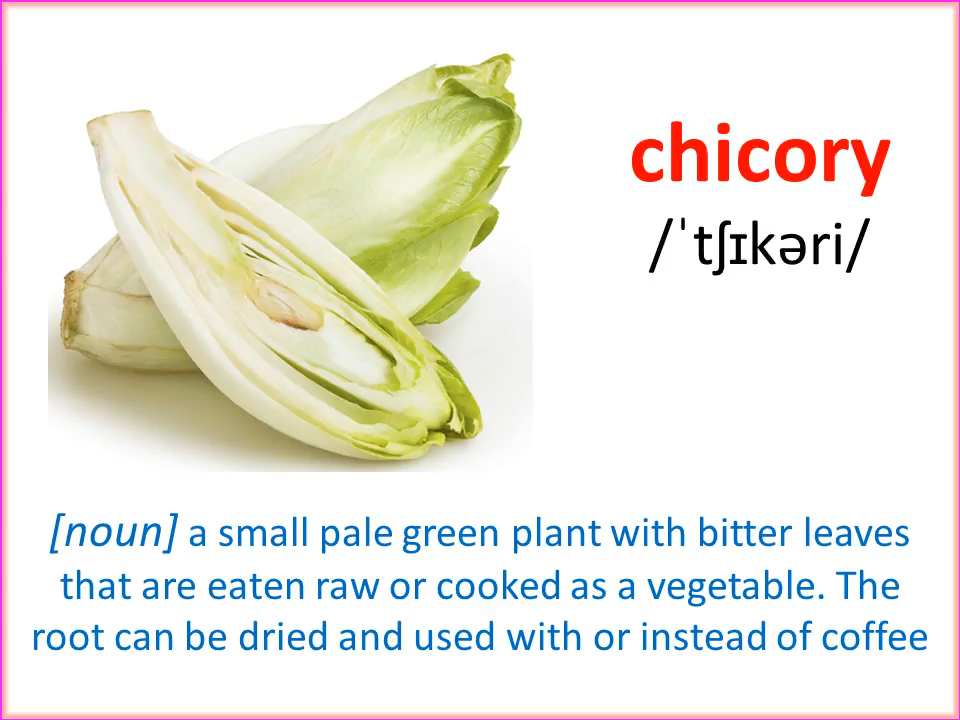 chicory
/ˈtʃɪkəri/
[noun] a small pale green plant with bitter leaves
that are eaten raw or cooked as a vegetable. The
root can be dried and used with or instead of coffee